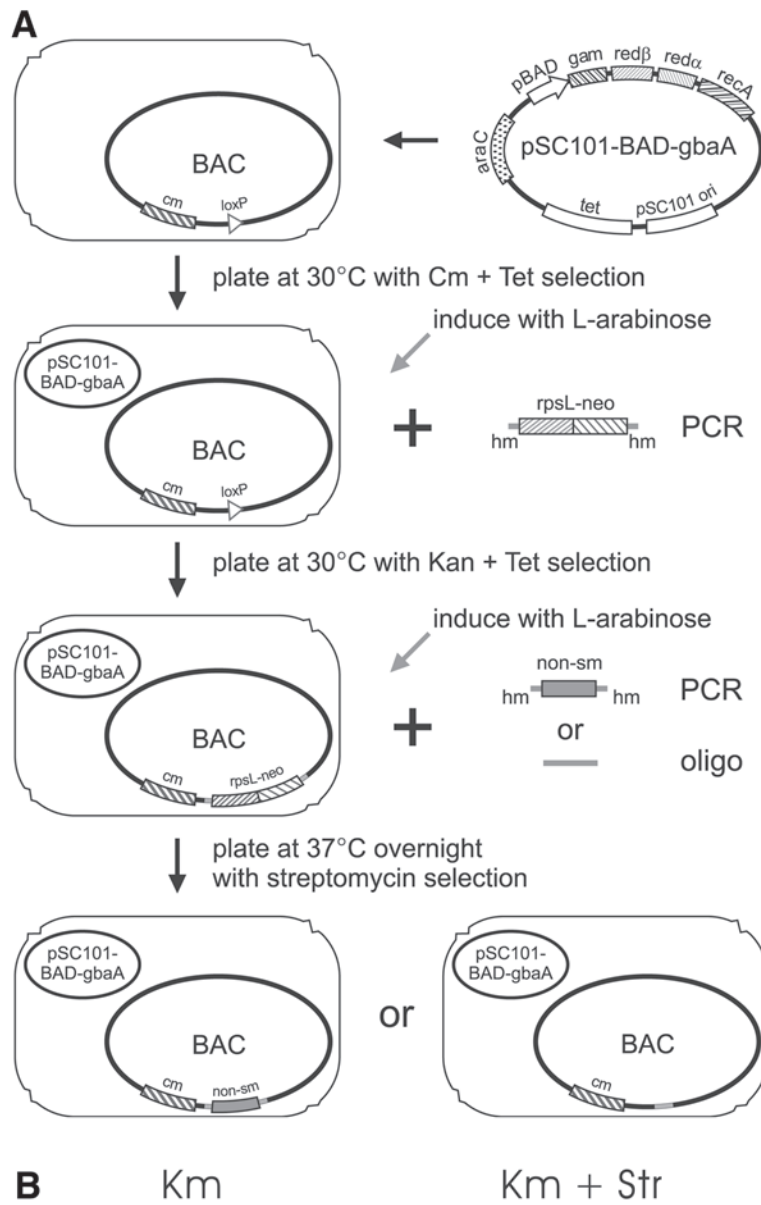 A
pBAD
gam
redβ
redα
recA
araC
pSC101-BAD-gbaA
tet
pSC101 ori
BAC
cm
loxP
plate at 30°C with Cm + Tet selection
induce with L-arabinose
pSC101-
BAD-gbaA
BAC
cm
loxP
+
rpsL-neo
hm
hm
PCR
plate at 30°C with Kan + Tet selection
induce with L-arabinose
pSC101-
BAD-gbaA
BAC
cm
rpsL-neo
+
non-sm
hm
hm
PCR
or
oligo
plate at 37°C overnight
with streptomycin selection
pSC101-
BAD-gbaA
BAC
cm
non-sm
or
pSC101-
BAD-gbaA
BAC
cm
B
Km
Km + Str